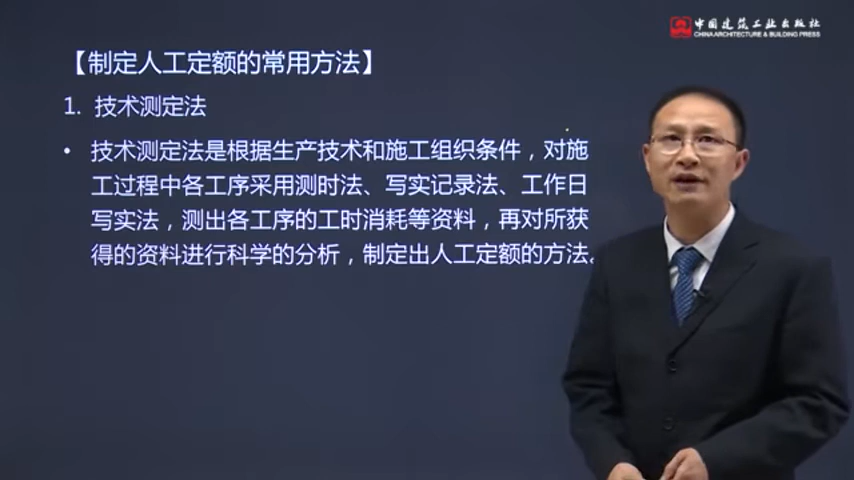 中国建筑工业出版社
CHINA ARCHITECTURE & BUILDING PRESS
【制定人工定额的常用方法】
1. 技术测定法
• 技术测定法是根据生产技术和施工组织条件，对施
工过程中各工序采用测时法、写实记录法、工作日
写实法，测出各工序的工时消耗等资料，再对所获
得的资料进行科学的分析，制定出人工定额的方法。